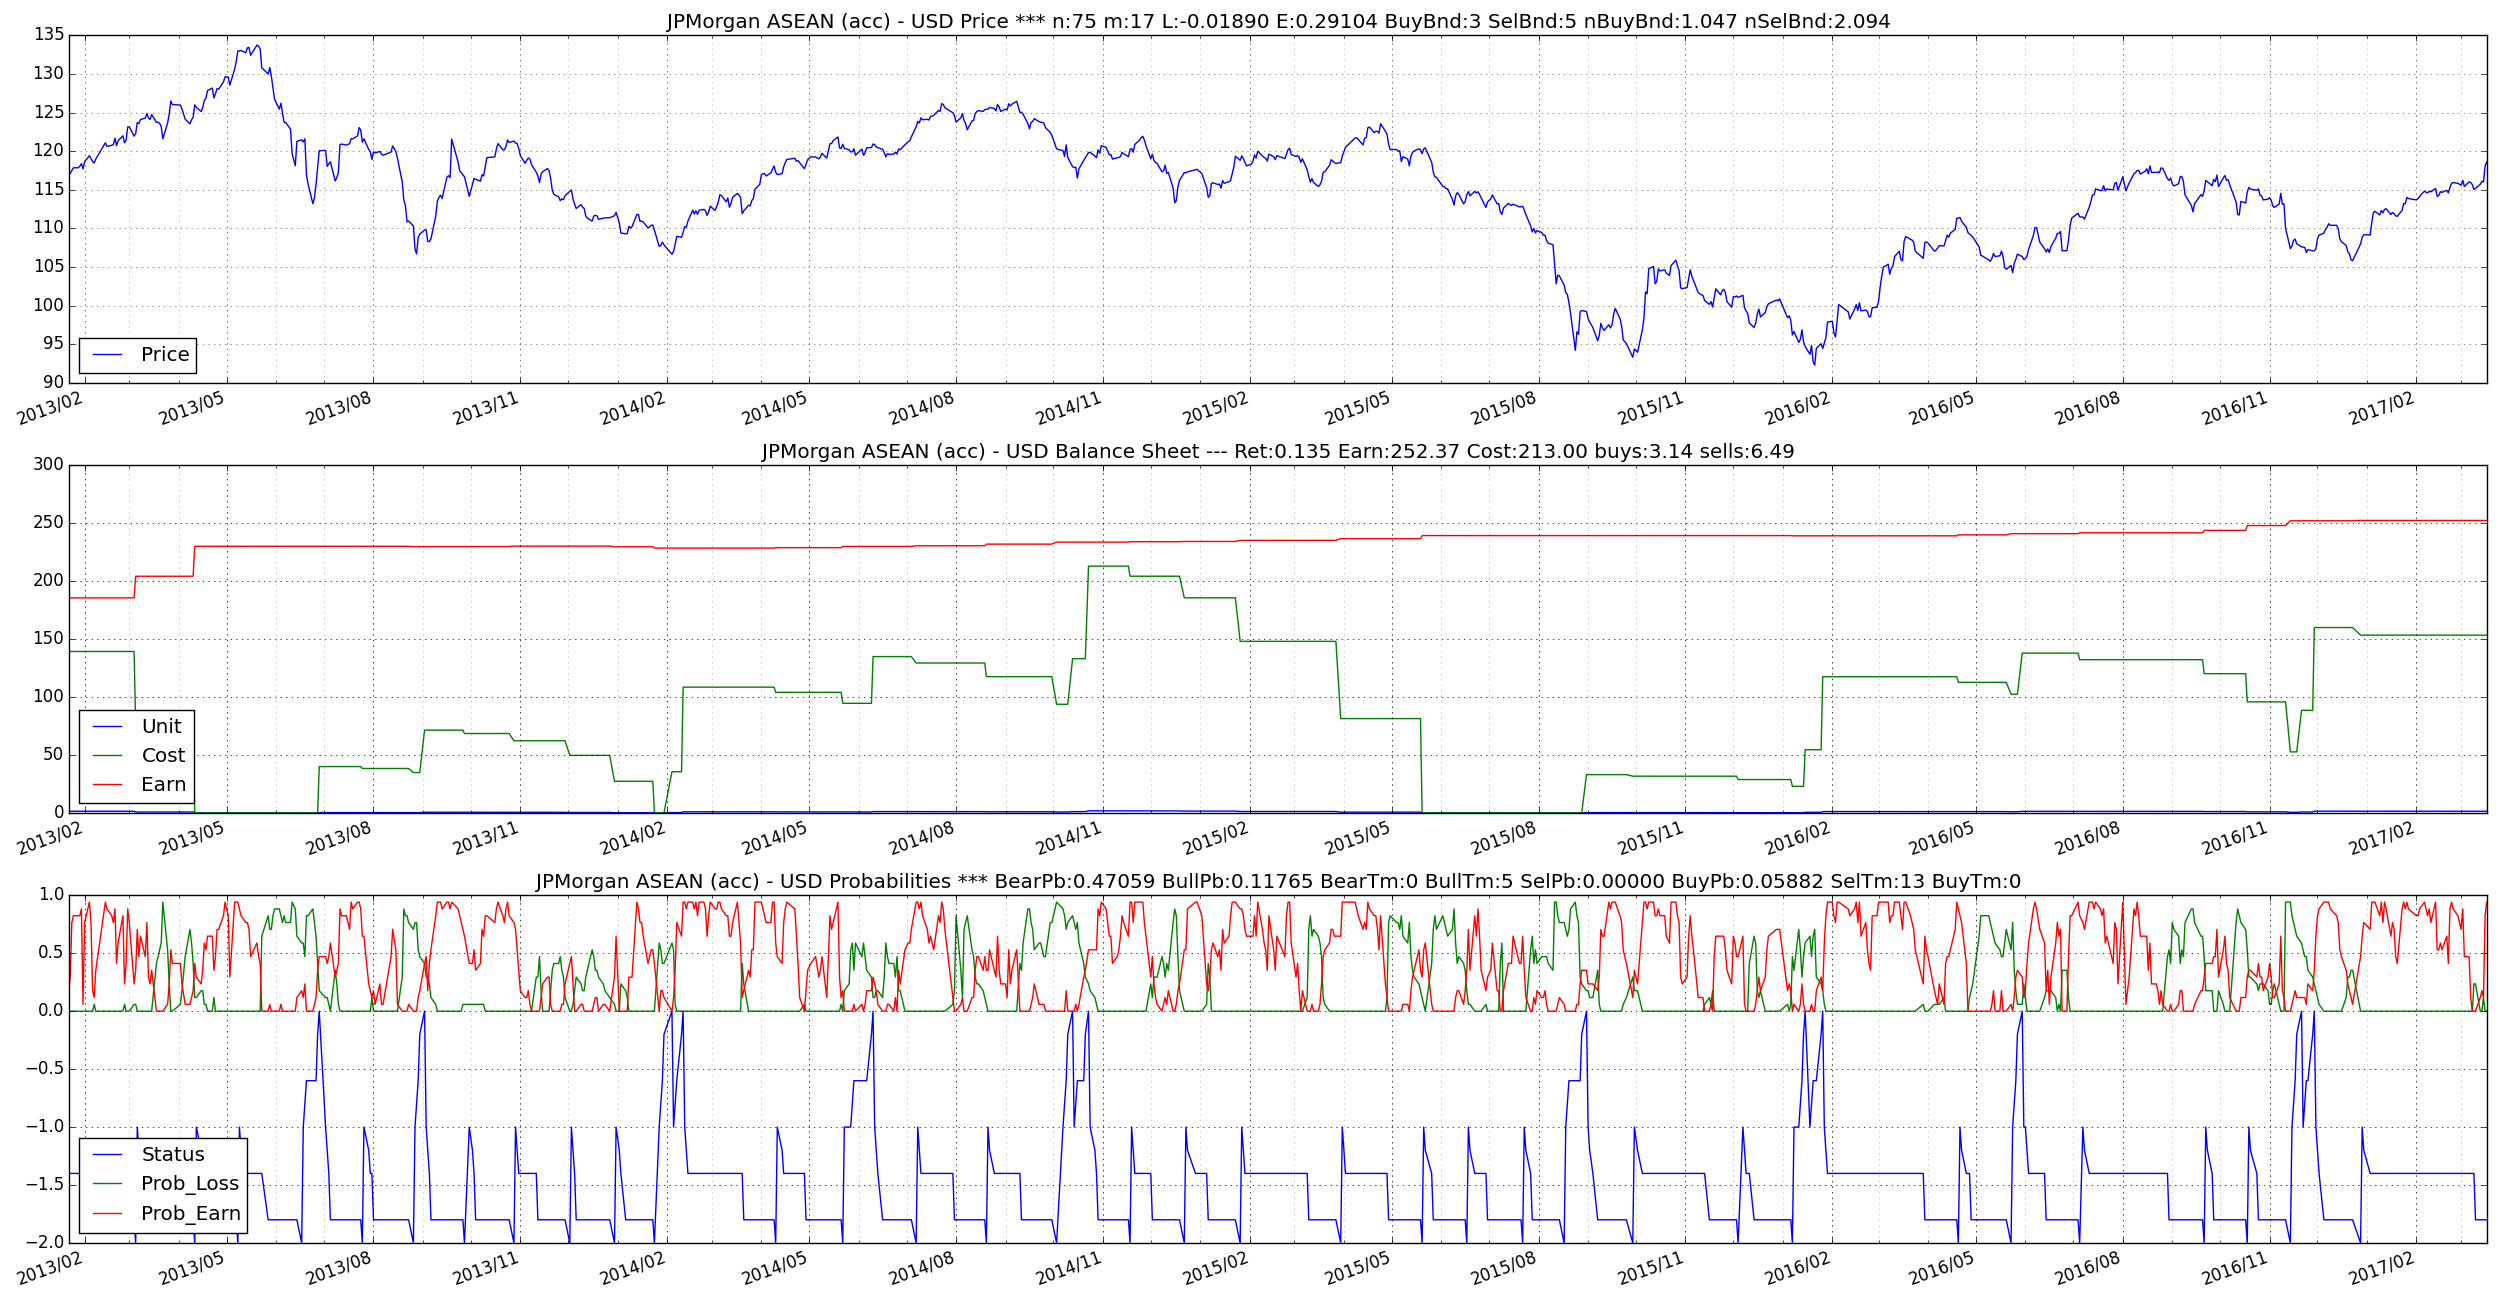 JPMorgan ASEAN (acc) - USD Price *** n:75 m:17 L:-0.01890 E:0.29104 BuyBnd:3 SelBnd:5 nBuyBnd:1.047 nSelBnd:2.094
135
130
125
120
115
110
105
100
95
90
Price
2013/02 2013/05 2013/08 2013/11 2014/02 2014/05 2014/08 2014/11 2015/02 2015/05 2015/08 2015/11 2016/02 2016/05 2016/08 2016/11 2017/02
JPMorgan ASEAN (acc) - USD Balance Sheet --- Ret:0.135 Earn:252.37 Cost:213.00 buys:3.14 sells:6.49
300
250
200
150
100
50
0
Unit
Cost
Earn
2013/02 2013/05 2013/08 2013/11 2014/02 2014/05 2014/08 2014/11 2015/02 2015/05 2015/08 2015/11 2016/02 2016/05 2016/08 2016/11 2017/02
JPMorgan ASEAN (acc) - USD Probabilities *** BearPb:0.47059 BullPb:0.11765 BearTm:0 BullTm:5 SelPb:0.00000 BuyPb:0.05882 SelTm:13 BuyTm:0
1.0
0.5
0.0
−0.5
−1.0
−1.5
−2.0
Status
Prob_Loss
Prob_Earn
2013/02 2013/05 2013/08 2013/11 2014/02 2014/05 2014/08 2014/11 2015/02 2015/05 2015/08 2015/11 2016/02 2016/05 2016/08 2016/11 2017/02